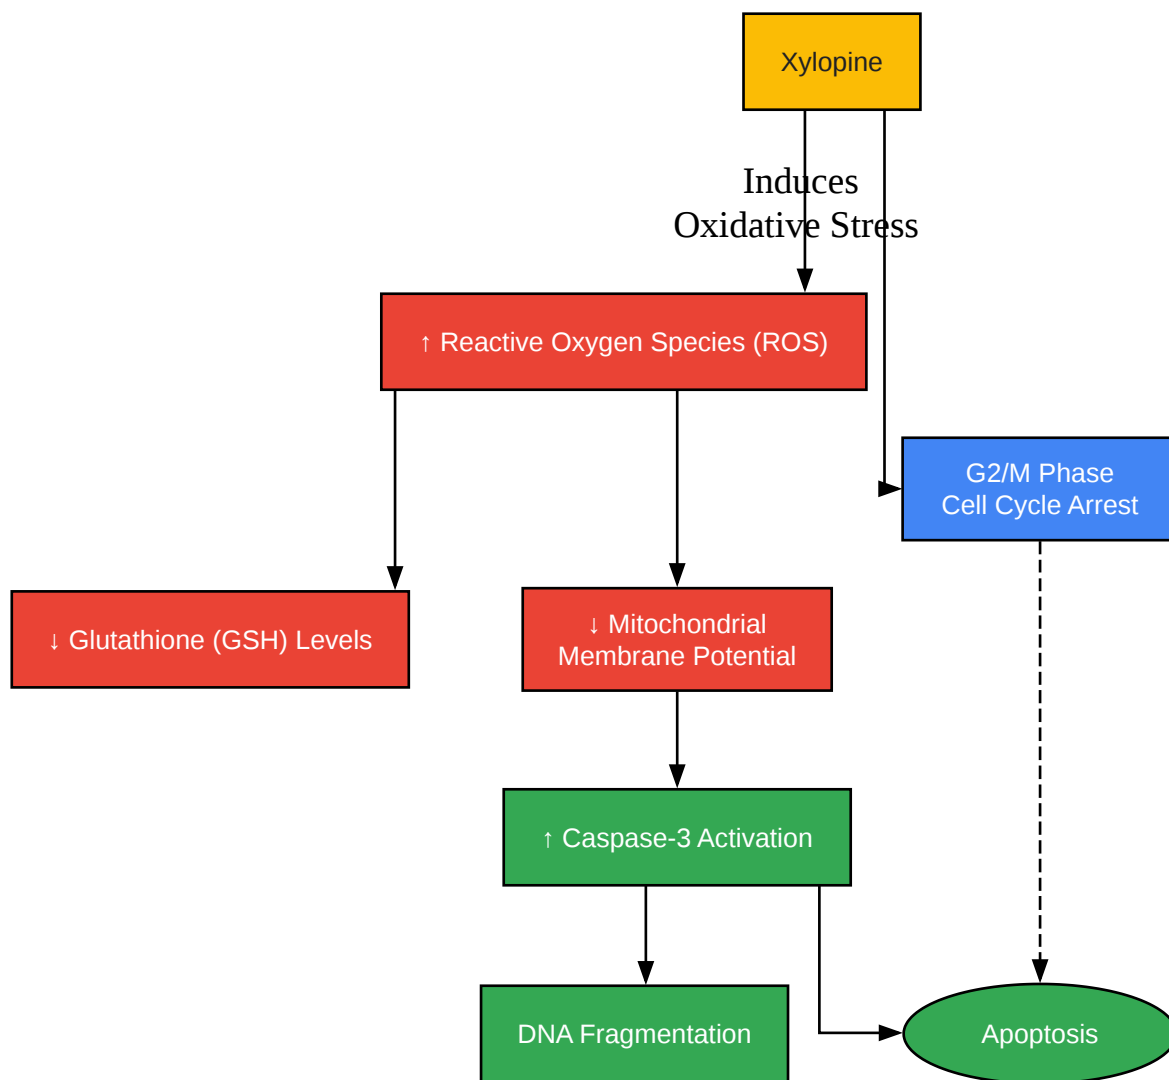 Xylopine
Induces
Oxidative Stress
↑ Reactive Oxygen Species (ROS)
G2/M Phase
Cell Cycle Arrest
↓ Glutathione (GSH) Levels
↓ Mitochondrial
Membrane Potential
↑ Caspase-3 Activation
DNA Fragmentation
Apoptosis